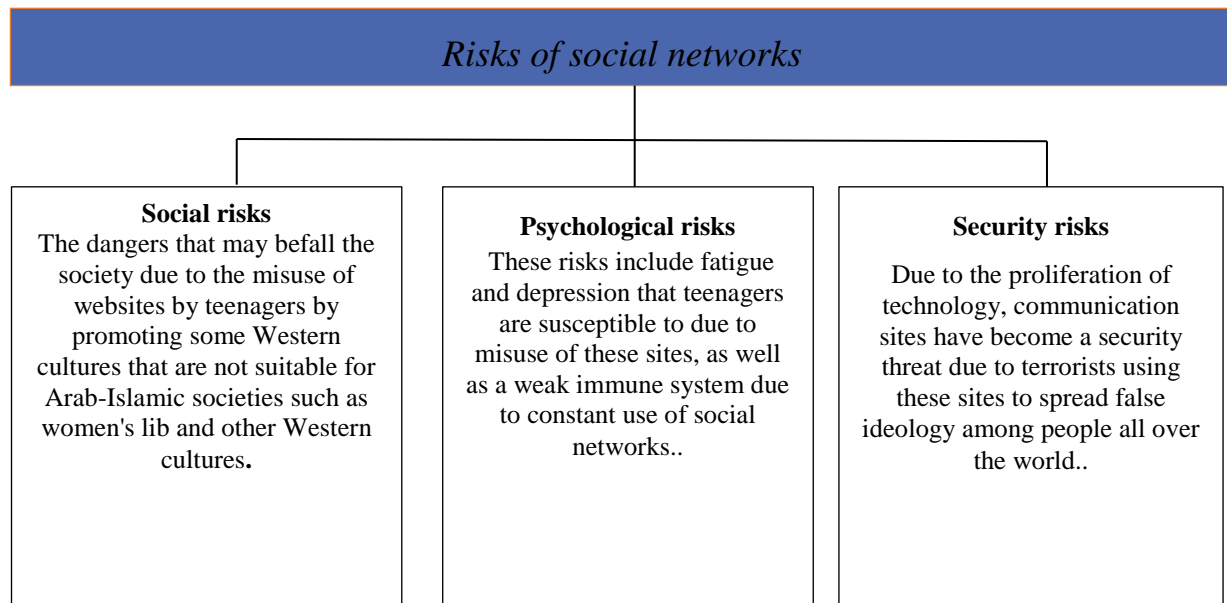 Risks of social networks
Social risks
The dangers that may befall the
society due to the misuse of
websites by teenagers by
promoting some Western
cultures that are not suitable for
Arab-Islamic societies such as
women's lib and other Western
cultures.
Psychological risks
These risks include fatigue
and depression that teenagers
are susceptible to due to
misuse of these sites, as well
as a weak immune system due
to constant use of social
networks..
Security risks
Due to the proliferation of
technology, communication
sites have become a security
threat due to terrorists using
these sites to spread false
ideology among people all over
the world..